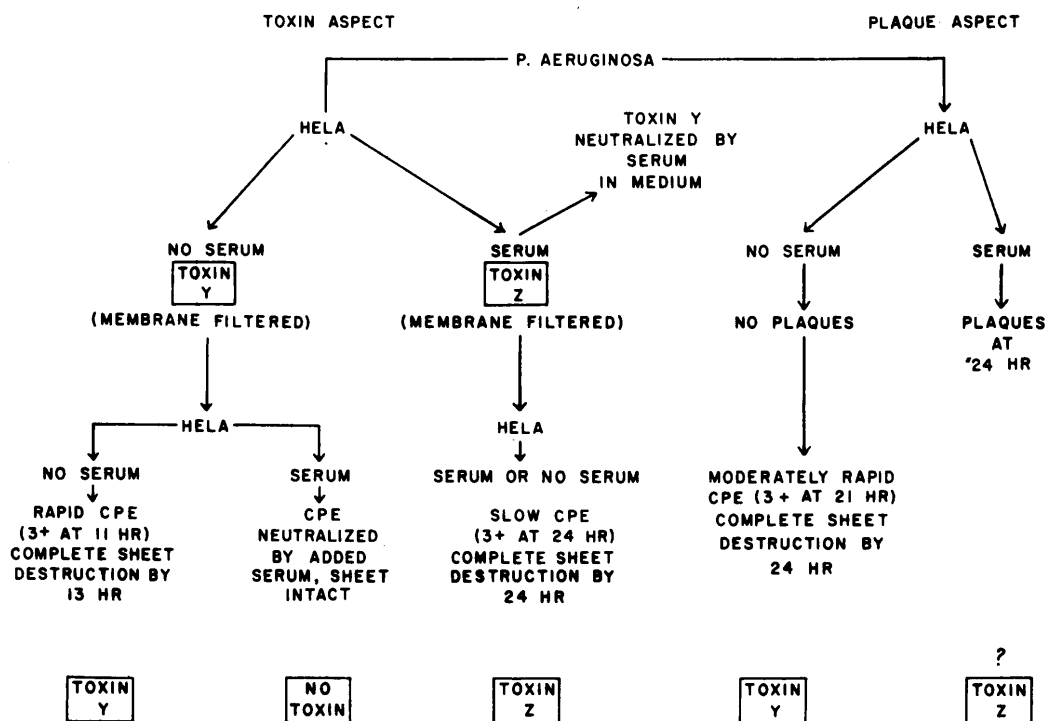 TOXIN ASPECT
PLAQUE ASPECT
P. AERUGINOSA
HELA
TOXIN Y
NEUTRALIZED BY
SERUM
IN MEDIUM
HELA
NO SERUM
TOXIN
Y
(MEMBRANE FILTERED)
SERUM
TOXIN
Z
(MEMBRANE FILTERED)
NO SERUM
NO PLAQUES
SERUM
PLAQUES
AT
24 HR
HELA
NO SERUM
RAPID CPE
(3+ AT 11 HR)
COMPLETE SHEET
DESTRUCTION BY
13 HR
SERUM
CPE
NEUTRALIZED
BY ADDED
SERUM, SHEET
INTACT
HELA
SERUM OR NO SERUM
SLOW CPE
(3+ AT 24 HR)
COMPLETE SHEET
DESTRUCTION BY
24 HR
MODERATELY RAPID
CPE (3+ AT 21 HR)
COMPLETE SHEET
DESTRUCTION BY
24 HR
TOXIN
Y
NO
TOXIN
TOXIN
Z
TOXIN
Y
?
TOXIN
Z